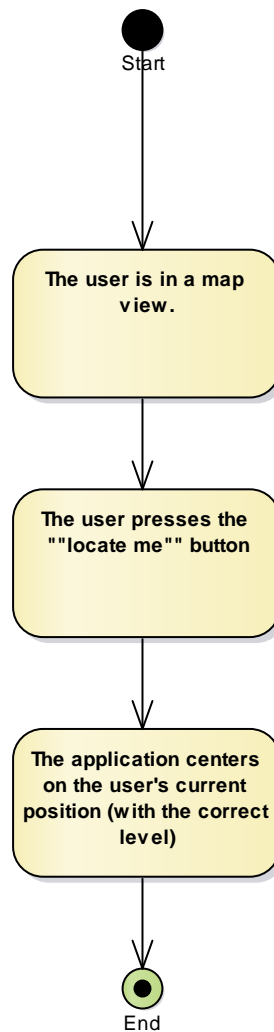 Start
The user is in a map
view.
The user presses the
""locate me"" button
The application centers
on the user's current
position (with the correct
level)
End